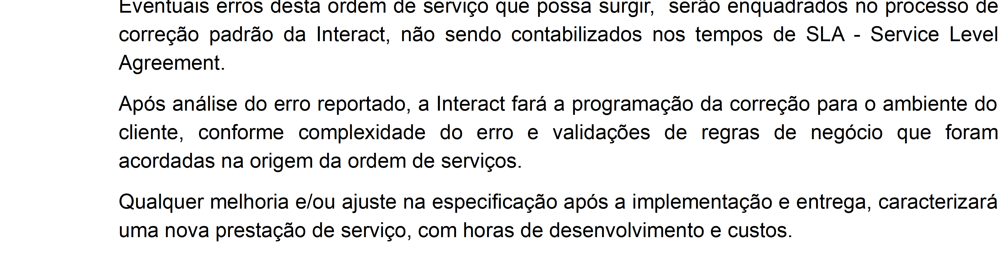 Eventuais erros desta ordem de serviço que possa surgir,  serão enquadrados no processo de
correção padrão da Interact, não sendo contabilizados nos tempos de SLA - Service Level
Agreement.
Após análise do erro reportado, a Interact fará a programação da correção para o ambiente do
cliente, conforme complexidade do erro e validações de regras de negócio que foram
acordadas na origem da ordem de serviços.
Qualquer melhoria e/ou ajuste na especificação após a implementação e entrega, caracterizará
uma nova prestação de serviço, com horas de desenvolvimento e custos.